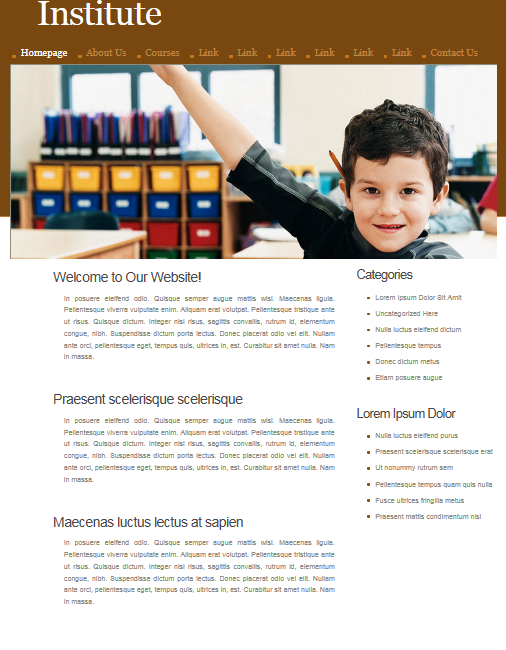 Institute
Homepage About Us Courses Link Link Link Link Link Link Contact Us
Welcome to Our Website!
In posuere eleifend odio. Quisque semper augue mattis wisi. Maecenas ligula.
Pellentesque viverra vulputate enim. Aliquam erat volutpat. Pellentesque tristique ante
ut risus. Quisque dictum. Integer nisl risus, sagittis convallis, rutrum id, elementum
congue, nibh. Suspendisse dictum porta lectus. Donec placerat odio vel elit. Nullam
ante orci, pellentesque eget, tempus quis, ultrices in, est. Curabitur sit amet nulla. Nam
in massa.
Praesent scelerisque scelerisque
In posuere eleifend odio. Quisque semper augue mattis wisi. Maecenas ligula.
Pellentesque viverra vulputate enim. Aliquam erat volutpat. Pellentesque tristique ante
ut risus. Quisque dictum. Integer nisl risus, sagittis convallis, rutrum id, elementum
congue, nibh. Suspendisse dictum porta lectus. Donec placerat odio vel elit. Nullam
ante orci, pellentesque eget, tempus quis, ultrices in, est. Curabitur sit amet nulla. Nam
in massa.
Maecenas luctus lectus at sapien
In posuere eleifend odio. Quisque semper augue mattis wisi. Maecenas ligula.
Pellentesque viverra vulputate enim. Aliquam erat volutpat. Pellentesque tristique ante
ut risus. Quisque dictum. Integer nisl risus, sagittis convallis, rutrum id, elementum
congue, nibh. Suspendisse dictum porta lectus. Donec placerat odio vel elit. Nullam
ante orci, pellentesque eget, tempus quis, ultrices in, est. Curabitur sit amet nulla. Nam
in massa.
Categories
Lorem Ipsum Dolor Sit Amit
Uncategorized Here
Nulla luctus eleifend dictum
Pellentesque tempus
Donec dictum metus
Etiam posuere augue
Lorem Ipsum Dolor
Nulla luctus eleifend purus
Praesent scelerisque scelerisque erat
Ut nonummy rutrum sem
Pellentesque tempus quam quis nulla
Fusce ultrices fringilla metus
Praesent mattis condimentum nisl